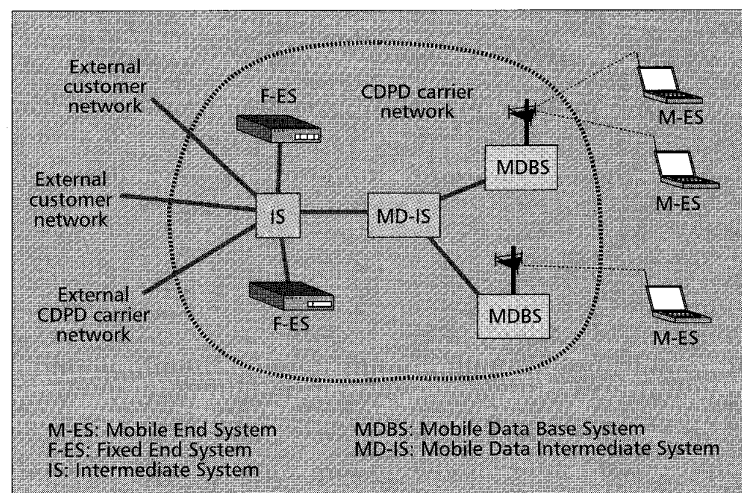 External
customer
network
F-ES
CDPD carrier
network
M-ES
External
customer
network
MDBS
M-ES
IS
MD-IS
External
CDPD carrier
network
F-ES
MDBS
M-ES
M-ES: Mobile End System
F-ES: Fixed End System
IS: Intermediate System
MDBS: Mobile Data Base System
MD-IS: Mobile Data Intermediate System